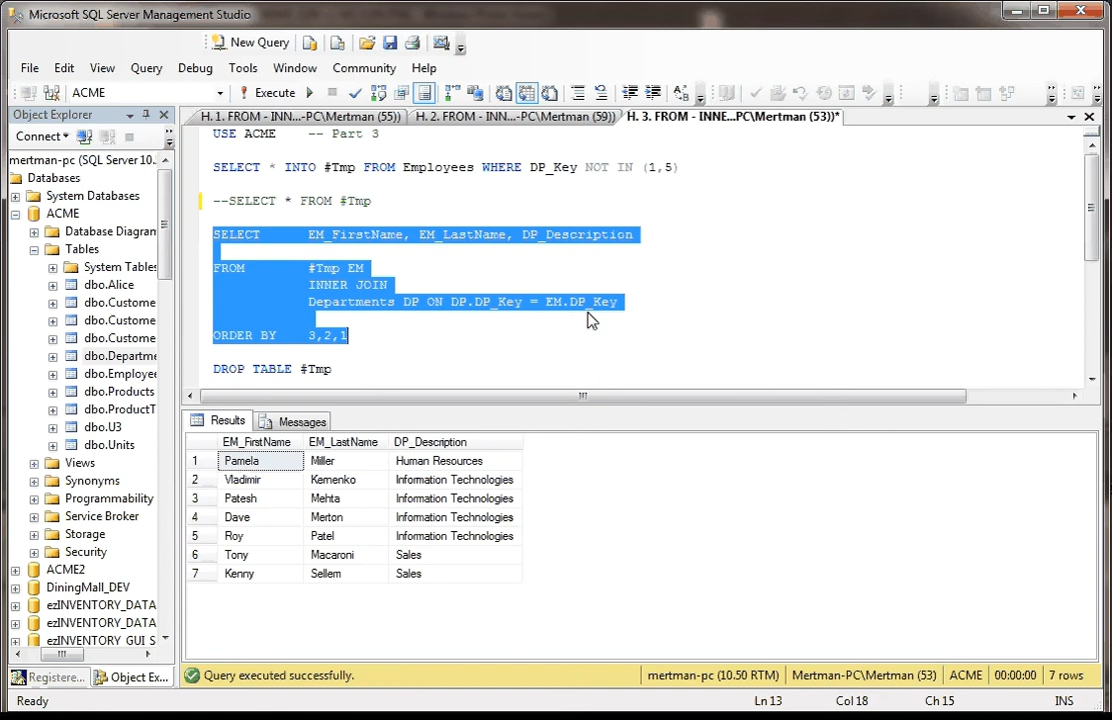 Microsoft SQL Server Management Studio
New Query
File Edit View Query Debug Tools Window Community Help
ACME Execute
Object Explorer
H. 1. FROM - INN...-PC\Mertman (55))
H. 2. FROM - INN...-PC\Mertman (59))
H. 3. FROM - INNE...PC\Mertman (53))*
Connect
mertman-pc (SQL Server 10.
Databases
System Databases
ACME
Database Diagran
Tables
System Tables
dbo.Alice
dbo.Custome
dbo.Custome
dbo.Custome
dbo.Departme
dbo.Employee
dbo.Products
dbo.ProductT
dbo.U3
dbo.Units
Views
Synonyms
Programmability
Service Broker
Storage
Security
ACME2
DiningMall_DEV
ezINVENTORY_DATA
ezINVENTORY_DATA
ezINVENTORY GUI S
Registere...
Object Ex...
USE ACME -- Part 3
SELECT * INTO #Tmp FROM Employees WHERE DP_Key NOT IN (1,5)
--SELECT * FROM #Tmp
SELECT EM_FirstName, EM_LastName, DP_Description
FROM #Tmp EM
INNER JOIN
Departments DP ON DP.DP_Key = EM.DP_Key
ORDER BY 3,2,1
DROP TABLE #Tmp
Results Messages
EM_FirstName EM_LastName DP_Description
1 Pamela Miller Human Resources
2 Vladimir Kemenko Information Technologies
3 Patesh Mehta Information Technologies
4 Dave Merton Information Technologies
5 Roy Patel Information Technologies
6 Tony Macaroni Sales
7 Kenny Sellem Sales
Query executed successfully.
mertman-pc (10.50 RTM) Mertman-PC\Mertman (53) ACME 00:00:00 7 rows
Ready Ln 13 Col 18 Ch 15 INS